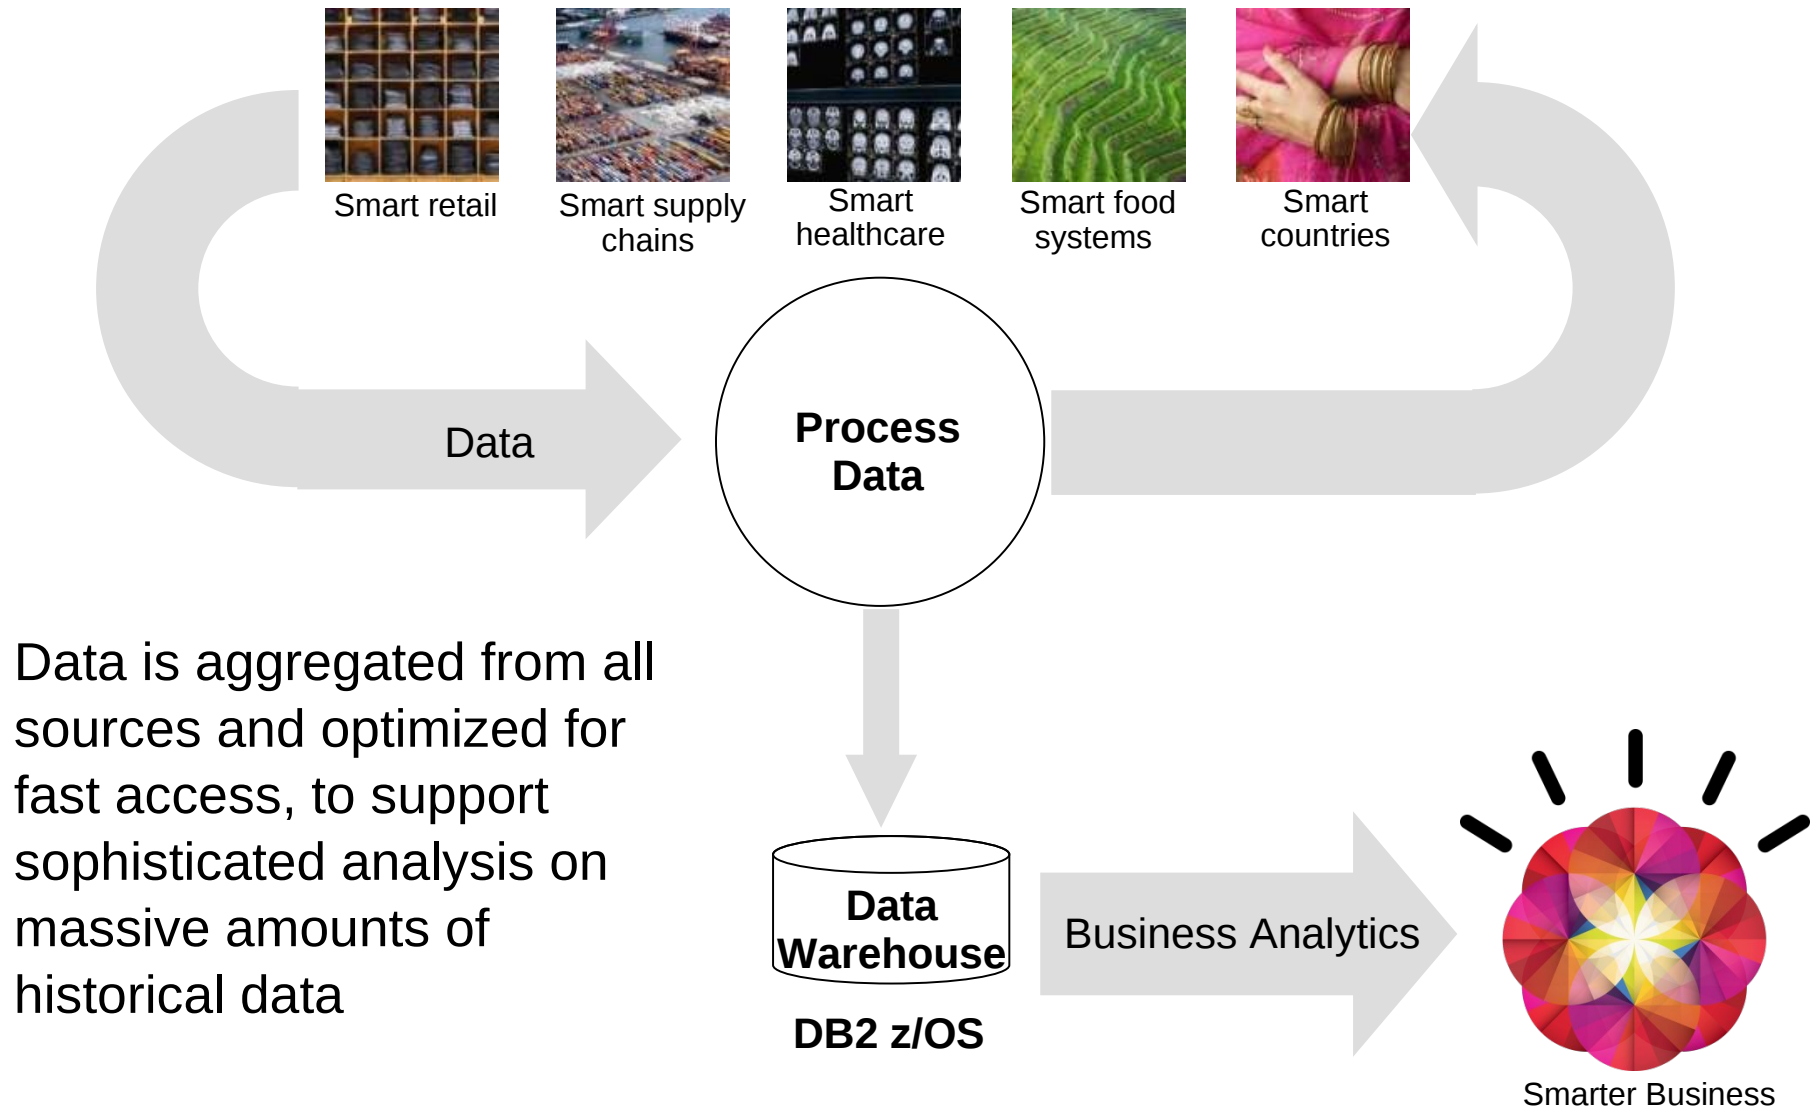 Smart retail
Smart supply
chains
Smart
healthcare
Smart food
systems
Smart
countries
Data
Process
Data
Data is aggregated from all
sources and optimized for
fast access, to support
sophisticated analysis on
massive amounts of
historical data
Data
Warehouse
DB2 z/OS
Business Analytics
Smarter Business